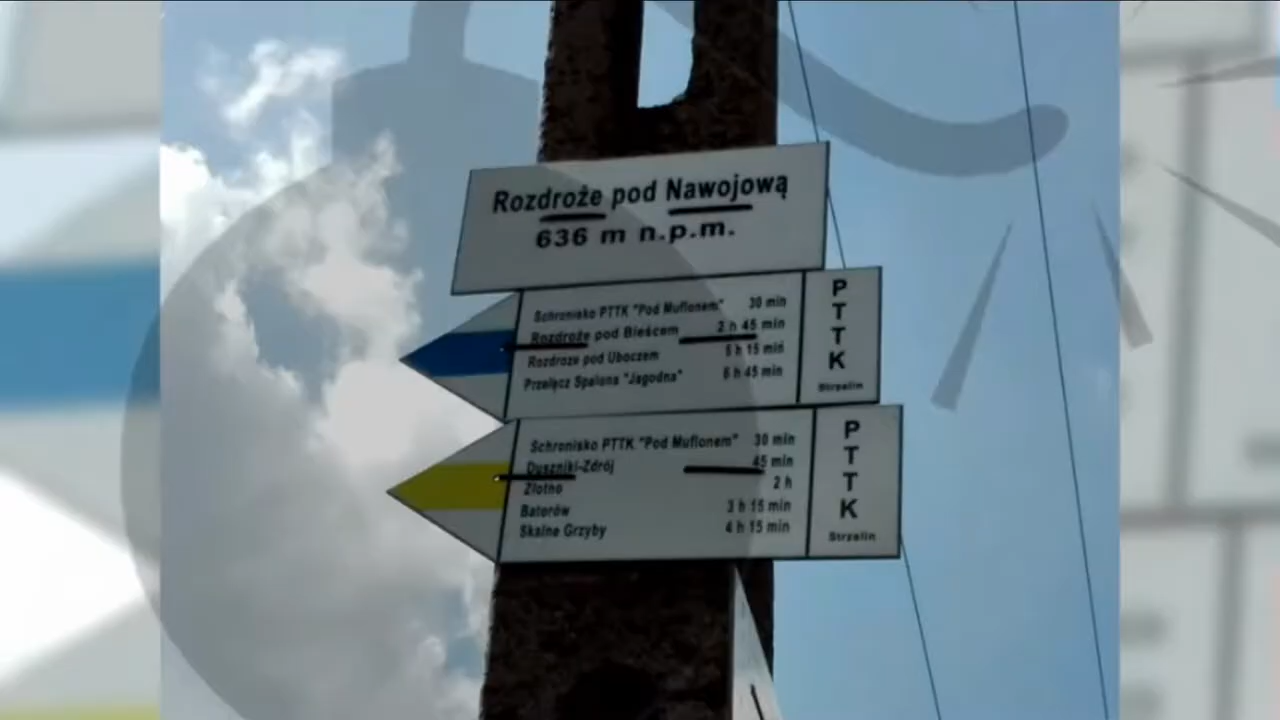 Rozdroże pod Nawojową
636 m n.p.m.
Schronisko PTTK "Pod Muflonem" 30 min
Rozdroże pod Bieścem 2 h 45 min
Rozdroże pod Uboczem 5 h 15 min
Przełęcz Spalona "Jagodna" 6 h 45 min
PTTK
Strzelin
Schronisko PTTK "Pod Muflonem" 30 min
Duszniki-Zdrój 45 min
Złotno 2 h
Batorów 3 h 15 min
Skalne Grzyby 4 h 15 min
PTTK
Strzelin